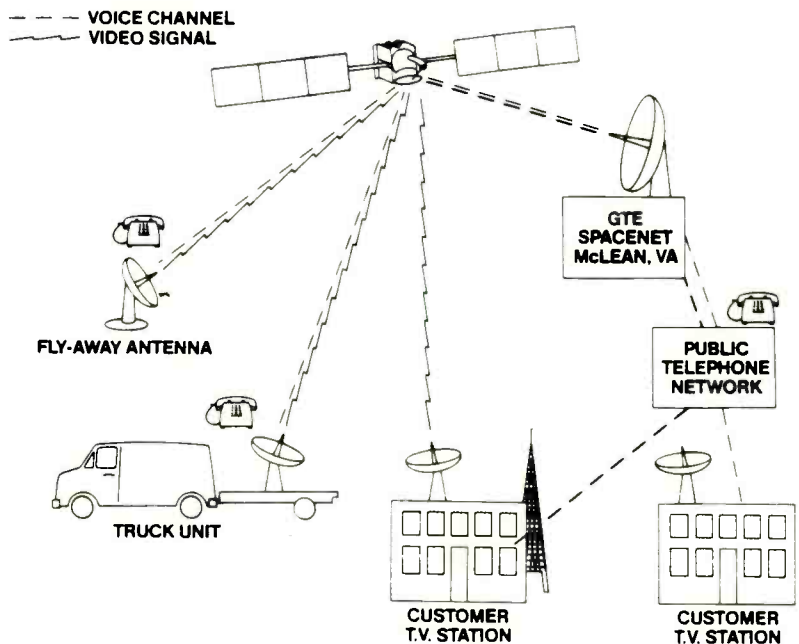 VOICE CHANNEL
VIDEO SIGNAL
GTE
SPACENET
McLEAN, VA
FLY-AWAY ANTENNA
PUBLIC
TELEPHONE
NETWORK
TRUCK UNIT
CUSTOMER
T.V. STATION
CUSTOMER
T.V. STATION